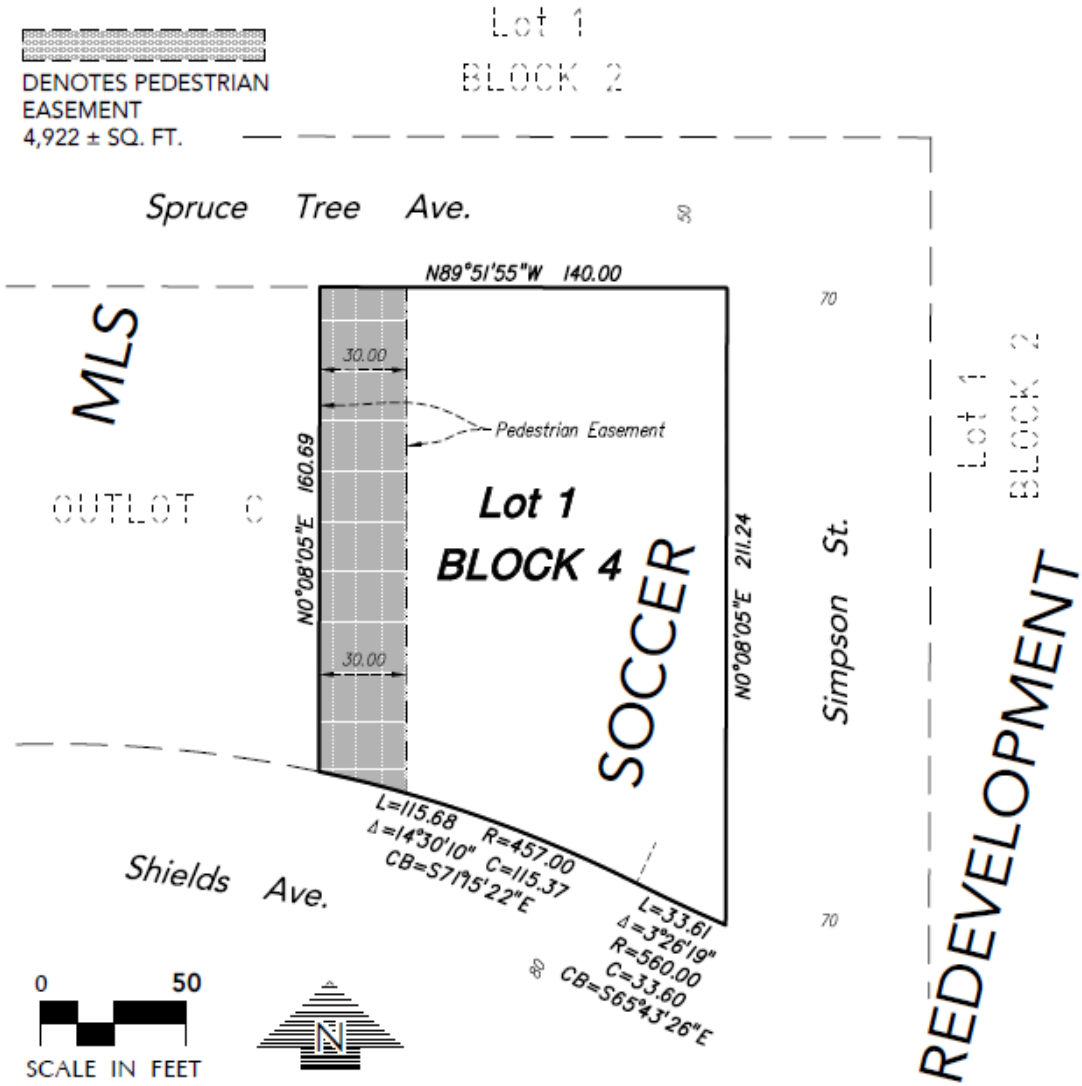 Lot 1
BLOCK 2
DENOTES PEDESTRIAN
EASEMENT
4,922 ± SQ. FT.
Spruce Tree Ave.
50
N89°51'55"W 140.00
70
MLS
30.00
Pedestrian Easement
Lot 1
BLOCK 2
N0°08'05"E 160.69
OUTLOT C
Lot 1
BLOCK 4
SOCCER
N0°08'05"E 211.24
Simpson St.
REDEVELOPMENT
30.00
L=115.68 R=457.00
Δ=14°30'10" C=115.37
CB=S71°15'22"E
Shields Ave.
L=33.61
Δ=3°26'19"
R=560.00
C=33.60
CB=S65°43'26"E
70
80
0 50
SCALE IN FEET
N